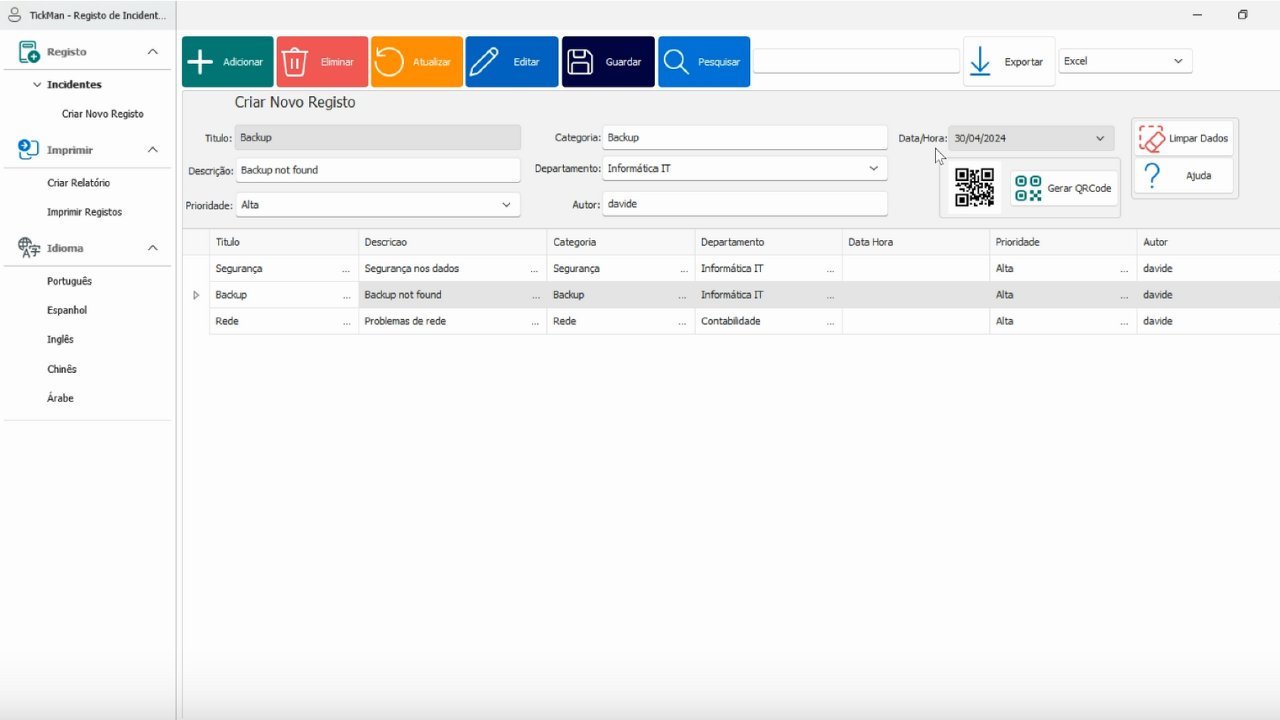 TickMan - Registo de Incident...
Registo
Incidentes
Criar Novo Registo
Imprimir
Criar Relatório
Imprimir Registos
Idioma
Português
Espanhol
Inglês
Chinês
Árabe
Adicionar
Eliminar
Atualizar
Editar
Guardar
Pesquisar
Exportar
Excel
Criar Novo Registo
Titulo: Backup
Categoria: Backup
Data/Hora: 30/04/2024
Limpar Dados
Descrição: Backup not found
Departamento: Informática IT
Gerar QRCode
Ajuda
Prioridade: Alta
Autor: davide
Titulo Descricao Categoria Departamento Data Hora Prioridade Autor
Segurança ... Segurança nos dados ... Segurança ... Informática IT ... Alta ... davide
Backup ... Backup not found ... Backup ... Informática IT ... Alta ... davide
Rede ... Problemas de rede ... Rede ... Contabilidade ... Alta ... davide